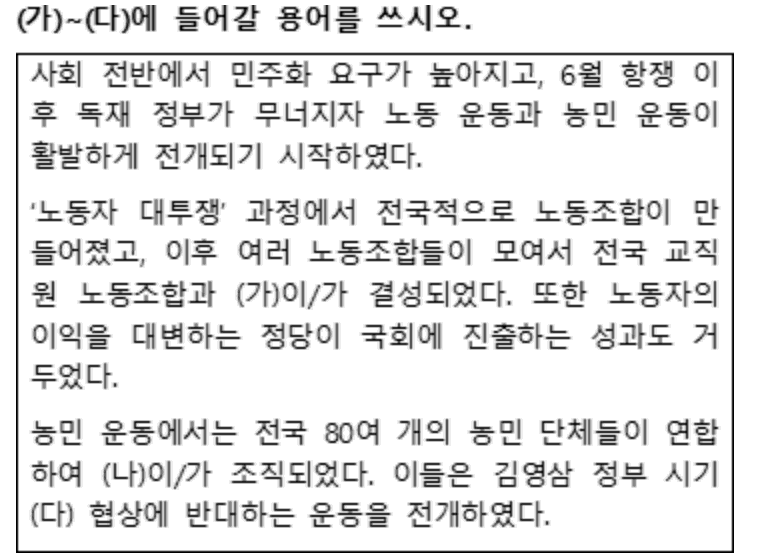 (가)~(다)에 들어갈 용어를 쓰시오.
사회 전반에서 민주화 요구가 높아지고, 6월 항쟁 이
후 독재 정부가 무너지자 노동 운동과 농민 운동이
활발하게 전개되기 시작하였다.
'노동자 대투쟁' 과정에서 전국적으로 노동조합이 만
들어졌고, 이후 여러 노동조합들이 모여서 전국 교직
원 노동조합과 (가)이/가 결성되었다. 또한 노동자의
이익을 대변하는 정당이 국회에 진출하는 성과도 거
두었다.
농민 운동에서는 전국 80여 개의 농민 단체들이 연합
하여 (나)이/가 조직되었다. 이들은 김영삼 정부 시기
(다) 협상에 반대하는 운동을 전개하였다.